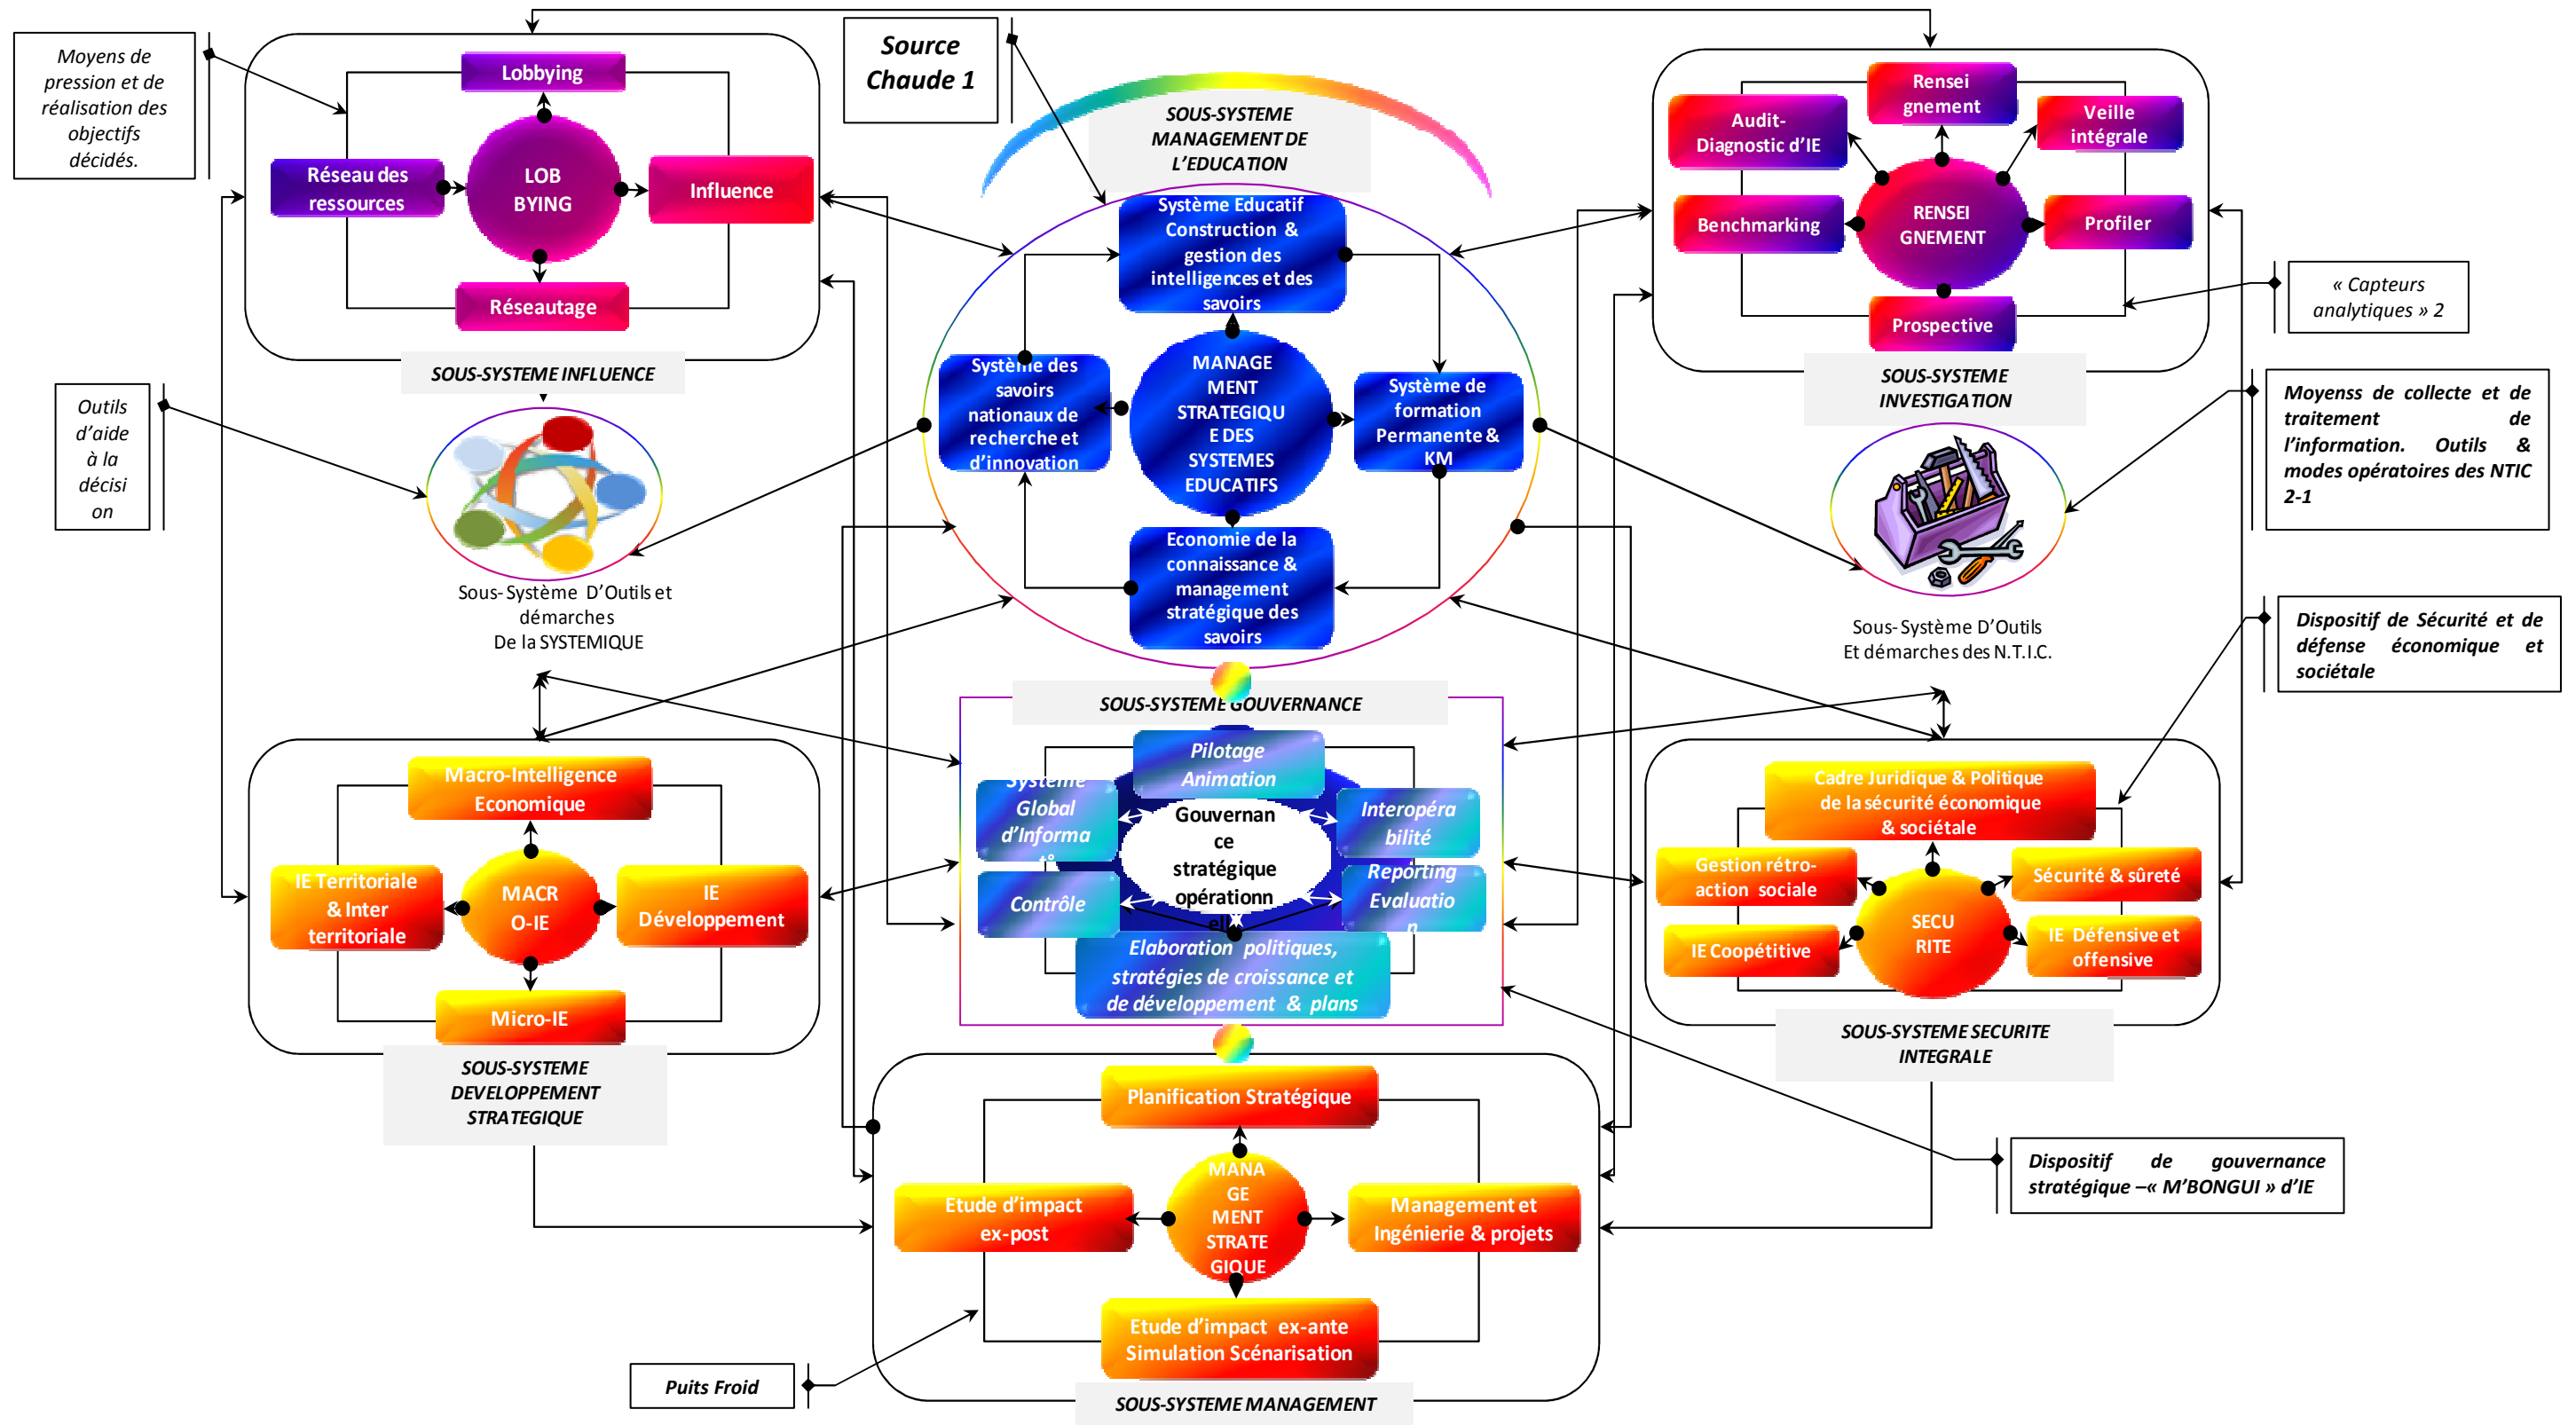 Moyens de
pression et de
réalisation des
objectifs
décidés.
Lobbying
LOB
BYING
Réseau des
ressources
Influence
Réseautage
SOUS-SYSTEME INFLUENCE
Source
Chaude 1
SOUS-SYSTEME
MANAGEMENT DE
L’EDUCATION
Système Educatif
Construction &
gestion des
intelligences et des
savoirs
Système des
savoirs
nationaux de
recherche et
d’innovation
MANAGE
MENT
STRATEGIQU
E DES
SYSTEMES
EDUCATIFS
Système de
formation
Permanente &
KM
Economie de la
connaissance &
management
stratégique des
savoirs
Rensei
gnement
Audit-
Diagnostic d’IE
Veille
intégrale
RENSEI
GNEMENT
Benchmarking
Profiler
Prospective
SOUS-SYSTEME
INVESTIGATION
« Capteurs
analytiques » 2
Outils
d’aide
à la
décisi
on
Moyenss de collecte et de
traitement de
l’information. Outils &
modes opératoires des NTIC
2-1
Sous-Système D’Outils et
démarches
De la SYSTEMIQUE
Sous-Système D’Outils
Et démarches des N.T.I.C.
Dispositif de Sécurité et de
défense économique et
sociétale
SOUS-SYSTEME GOUVERNANCE
Pilotage
Animation
Système
Global
d’Informa
t°
Interopéra
bilité
Gouvernan
ce
stratégique
opérationn
elle
Contrôle
Reporting
Evaluatio
n
Elaboration politiques,
stratégies de croissance et
de développement & plans
Macro-Intelligence
Economique
IE Territoriale
& Inter
territoriale
MACR
O-IE
IE
Développement
Micro-IE
SOUS-SYSTEME
DEVELOPPEMENT
STRATEGIQUE
Cadre Juridique & Politique
de la sécurité économique
& sociétale
Gestion rétro-
action sociale
Sécurité & sûreté
SECU
RITE
IE Coopétitive
IE Défensive et
offensive
SOUS-SYSTEME SECURITE
INTEGRALE
Planification Stratégique
Etude d’impact
ex-post
MANA
GE
MENT
STRATE
GIQUE
Management et
Ingénierie & projets
Etude d’impact ex-ante
Simulation Scénarisation
SOUS-SYSTEME MANAGEMENT
Dispositif de gouvernance
stratégique –« M’BONGUI » d’IE
Puits Froid